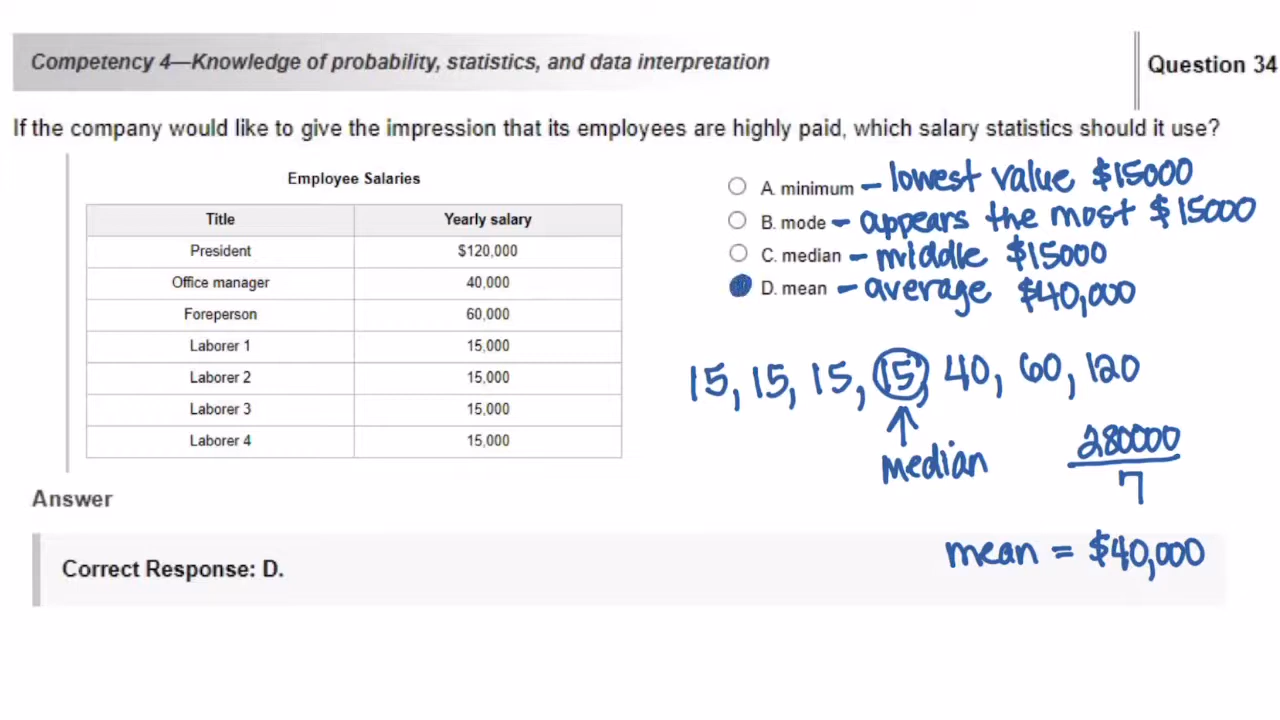 Competency 4—Knowledge of probability, statistics, and data interpretation
Question 34
If the company would like to give the impression that its employees are highly paid, which salary statistics should it use?
Employee Salaries
Title Yearly salary
President $120,000
Office manager 40,000
Foreperson 60,000
Laborer 1 15,000
Laborer 2 15,000
Laborer 3 15,000
Laborer 4 15,000
A. minimum – lowest value $15000
B. mode – appears the most $15000
C. median – middle $15000
D. mean – average $40,000
15, 15, 15, 15, 40, 60, 120
↑
median
280000
7
mean = $40,000
Answer
Correct Response: D.